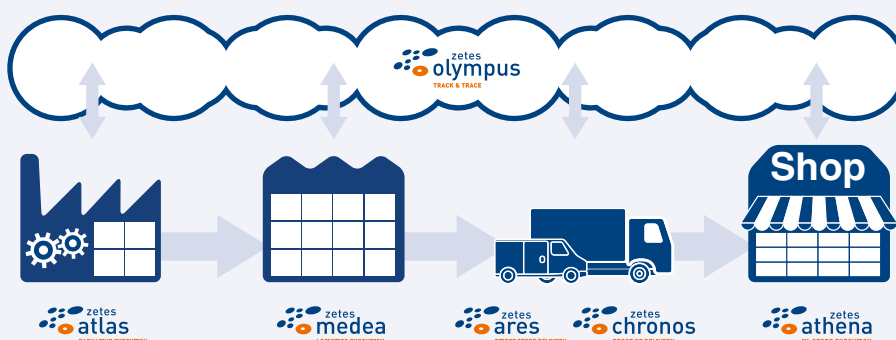 zetes
olympus
TRACK & TRACE
Shop
zetes
atlas
zetes
medea
zetes
ares
zetes
chronos
zetes
athena